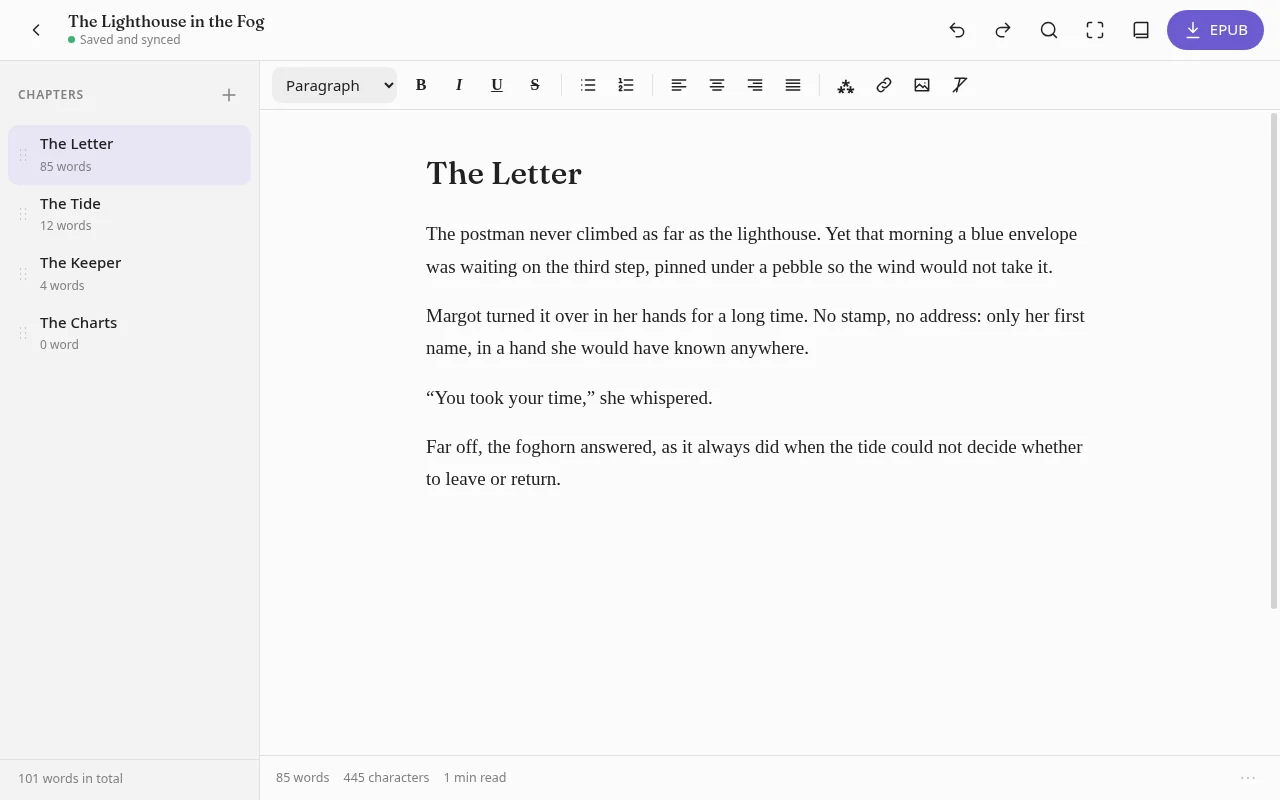 The Lighthouse in the Fog
Saved and synced
EPUB
CHAPTERS
The Letter
85 words
The Tide
12 words
The Keeper
4 words
The Charts
0 word
101 words in total
Paragraph
B I U S
The Letter
The postman never climbed as far as the lighthouse. Yet that morning a blue envelope
was waiting on the third step, pinned under a pebble so the wind would not take it.
Margot turned it over in her hands for a long time. No stamp, no address: only her first
name, in a hand she would have known anywhere.
“You took your time,” she whispered.
Far off, the foghorn answered, as it always did when the tide could not decide whether
to leave or return.
85 words 445 characters 1 min read